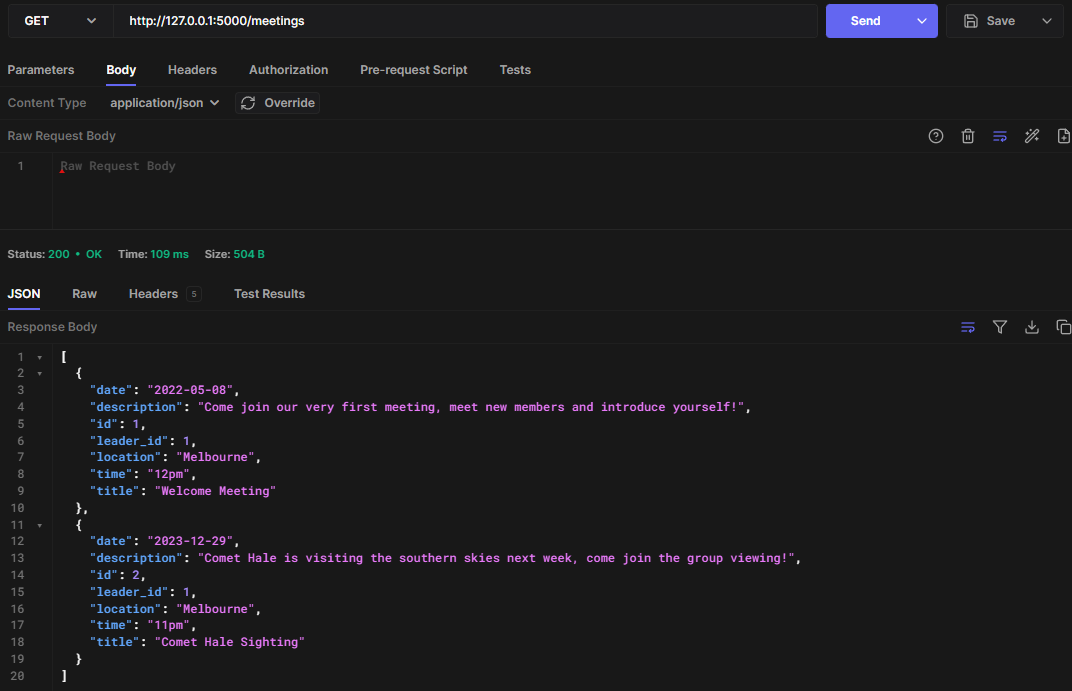 GET http://127.0.0.1:5000/meetings Send Save
Parameters Body Headers Authorization Pre-request Script Tests
Content Type application/json Override
Raw Request Body
1 Raw Request Body
Status: 200 • OK Time: 109 ms Size: 504 B
JSON Raw Headers 5 Test Results
Response Body
1 [
2 {
3 "date": "2022-05-08",
4 "description": "Come join our very first meeting, meet new members and introduce yourself!",
5 "id": 1,
6 "leader_id": 1,
7 "location": "Melbourne",
8 "time": "12pm",
9 "title": "Welcome Meeting"
10 },
11 {
12 "date": "2023-12-29",
13 "description": "Comet Hale is visiting the southern skies next week, come join the group viewing!",
14 "id": 2,
15 "leader_id": 1,
16 "location": "Melbourne",
17 "time": "11pm",
18 "title": "Comet Hale Sighting"
19 }
20 ]